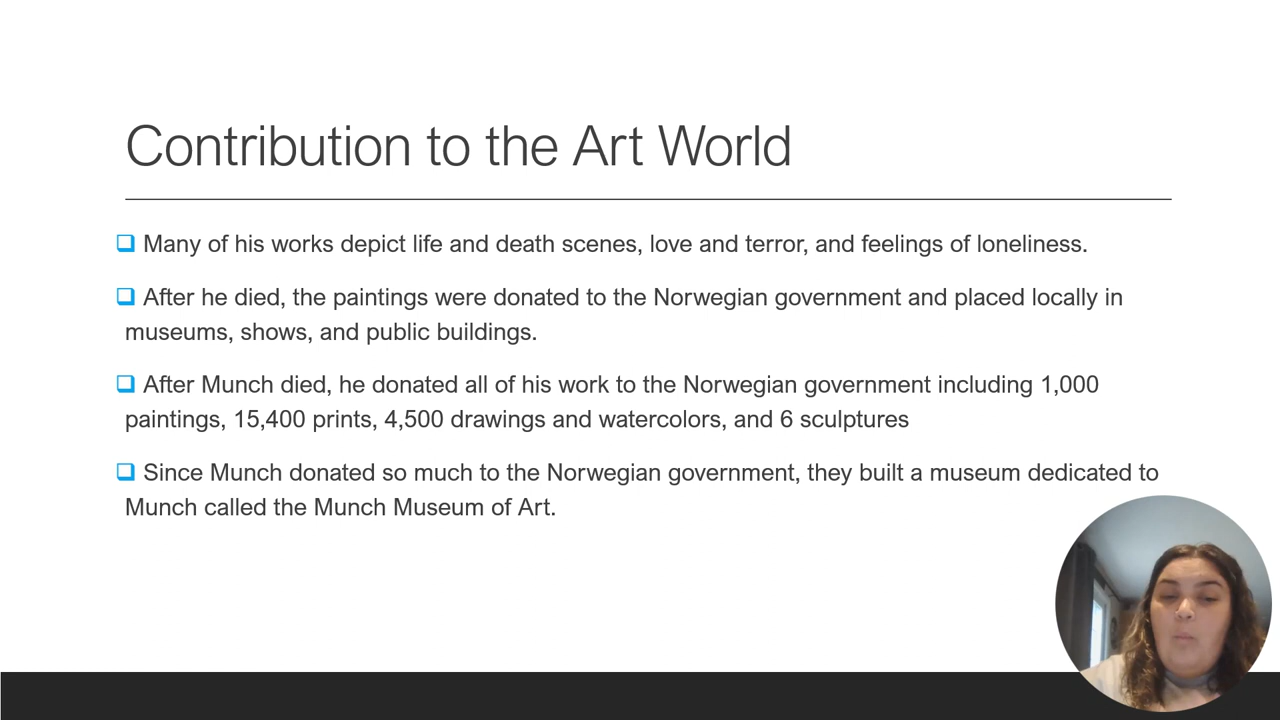 Contribution to the Art World
Many of his works depict life and death scenes, love and terror, and feelings of loneliness.
After he died, the paintings were donated to the Norwegian government and placed locally in
museums, shows, and public buildings.
After Munch died, he donated all of his work to the Norwegian government including 1,000
paintings, 15,400 prints, 4,500 drawings and watercolors, and 6 sculptures
Since Munch donated so much to the Norwegian government, they built a museum dedicated to
Munch called the Munch Museum of Art.